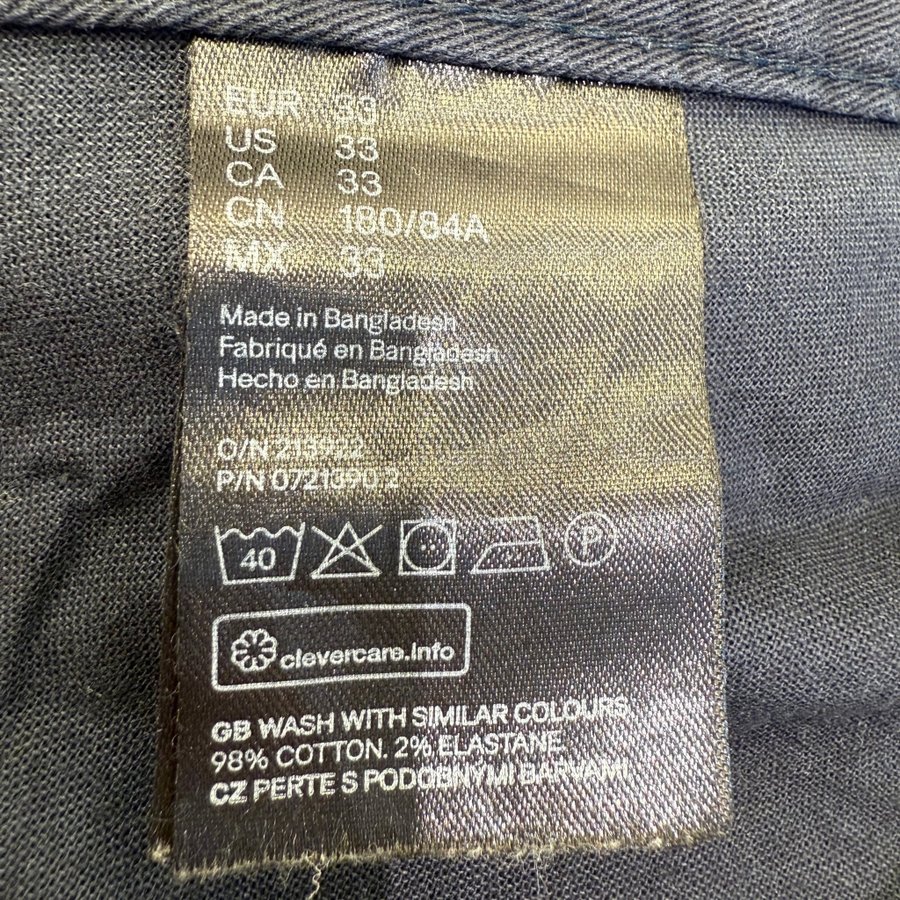 EUR 33
US 33
CA 33
CN 180/84A
MX 33
Made in Bangladesh
Fabriqué en Bangladesh
Hecho en Bangladesh
O/N 213922
P/N 0721390.2
40 P
clevercare.info
GB WASH WITH SIMILAR COLOURS.
98% COTTON. 2% ELASTANE
CZ PERTE S PODOBNÝMI BARVAMI.